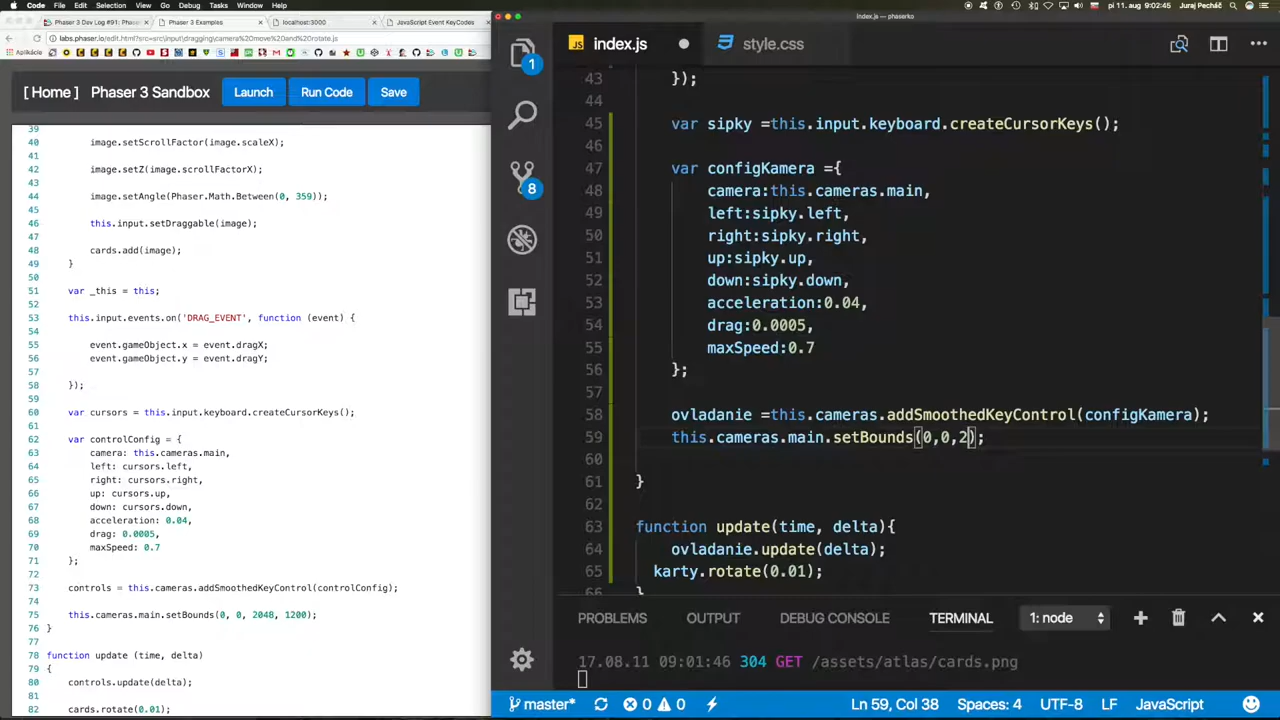 Code File Edit Selection View Go Debug Tasks Window Help
pi 11. aug
Phaser 3 Dev Log #91: Phaser
Phaser 3 Examples
localhost:3000
JavaScript Event KeyCodes
index.js — phaserko
labs.phaser.io/edit.html?src=src\input\dragging\camera%20move%20and%20rotate.js
Aplikácie
[ Home ] Phaser 3 Sandbox Launch Run Code Save
39
40 image.setScrollFactor(image.scaleX);
41
42 image.setZ(image.scrollFactorX);
43
44 image.setAngle(Phaser.Math.Between(0, 359));
45
46 this.input.setDraggable(image);
47
48 cards.add(image);
49 }
50
51 var _this = this;
52
53 this.input.events.on('DRAG_EVENT', function (event) {
54
55 event.gameObject.x = event.dragX;
56 event.gameObject.y = event.dragY;
57
58 });
59
60 var cursors = this.input.keyboard.createCursorKeys();
61
62 var controlConfig = {
63 camera: this.cameras.main,
64 left: cursors.left,
65 right: cursors.right,
66 up: cursors.up,
67 down: cursors.down,
68 acceleration: 0.04,
69 drag: 0.0005,
70 maxSpeed: 0.7
71 };
72
73 controls = this.cameras.addSmoothedKeyControl(controlConfig);
74
75 this.cameras.main.setBounds(0, 0, 2048, 1200);
76 }
77
78 function update (time, delta)
79 {
80 controls.update(delta);
81
82 cards.rotate(0.01);
1
8
index.js
style.css
43 });
44
45 var sipky =this.input.keyboard.createCursorKeys();
46
47 var configKamera ={
48 camera:this.cameras.main,
49 left:sipky.left,
50 right:sipky.right,
51 up:sipky.up,
52 down:sipky.down,
53 acceleration:0.04,
54 drag:0.0005,
55 maxSpeed:0.7
56 };
57
58 ovladanie =this.cameras.addSmoothedKeyControl(configKamera);
59 this.cameras.main.setBounds(0,0,2);
60
61 }
62
63 function update(time, delta){
64 ovladanie.update(delta);
65 karty.rotate(0.01);
66 }
PROBLEMS OUTPUT DEBUG CONSOLE TERMINAL 1: node
17.08.11 09:01:46 304 GET /assets/atlas/cards.png
master* 0 0 Ln 59, Col 38 Spaces: 4 UTF-8 LF JavaScript